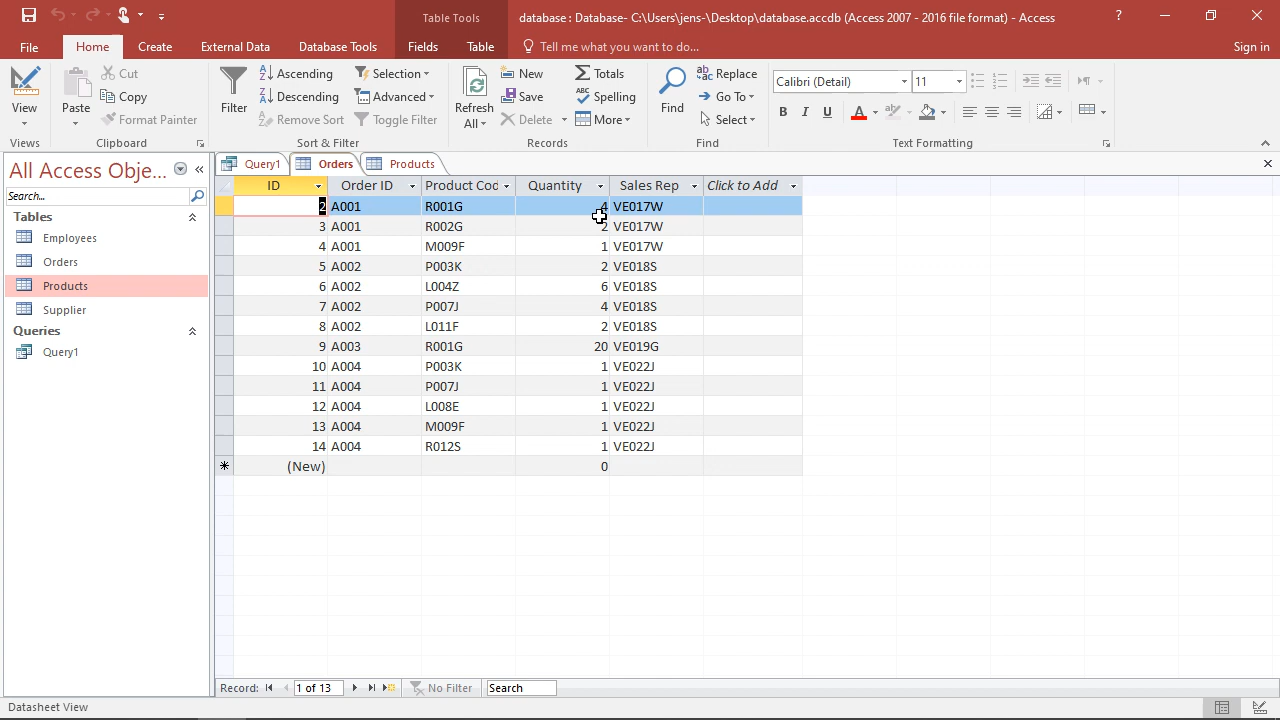 Table Tools
database : Database- C:\Users\jens-\Desktop\database.accdb (Access 2007 - 2016 file format) - Access
?
File Home Create External Data Database Tools Fields Table Tell me what you want to do... Sign in
View
Views
Paste
Cut
Copy
Format Painter
Clipboard
Filter
Ascending
Descending
Remove Sort
Selection
Advanced
Toggle Filter
Sort & Filter
Refresh
All
New
Save
Delete
Totals
Spelling
More
Records
Find
Replace
Go To
Select
Find
Calibri (Detail) 11
B I U A
Text Formatting
All Access Obje...
Search...
Tables
Employees
Orders
Products
Supplier
Queries
Query1
Query1 Orders Products
ID Order ID Product Cod Quantity Sales Rep Click to Add
2 A001 R001G 4 VE017W
3 A001 R002G 2 VE017W
4 A001 M009F 1 VE017W
5 A002 P003K 2 VE018S
6 A002 L004Z 6 VE018S
7 A002 P007J 4 VE018S
8 A002 L011F 2 VE018S
9 A003 R001G 20 VE019G
10 A004 P003K 1 VE022J
11 A004 P007J 1 VE022J
12 A004 L008E 1 VE022J
13 A004 M009F 1 VE022J
14 A004 R012S 1 VE022J
(New) 0
Record: 1 of 13 No Filter Search
Datasheet View